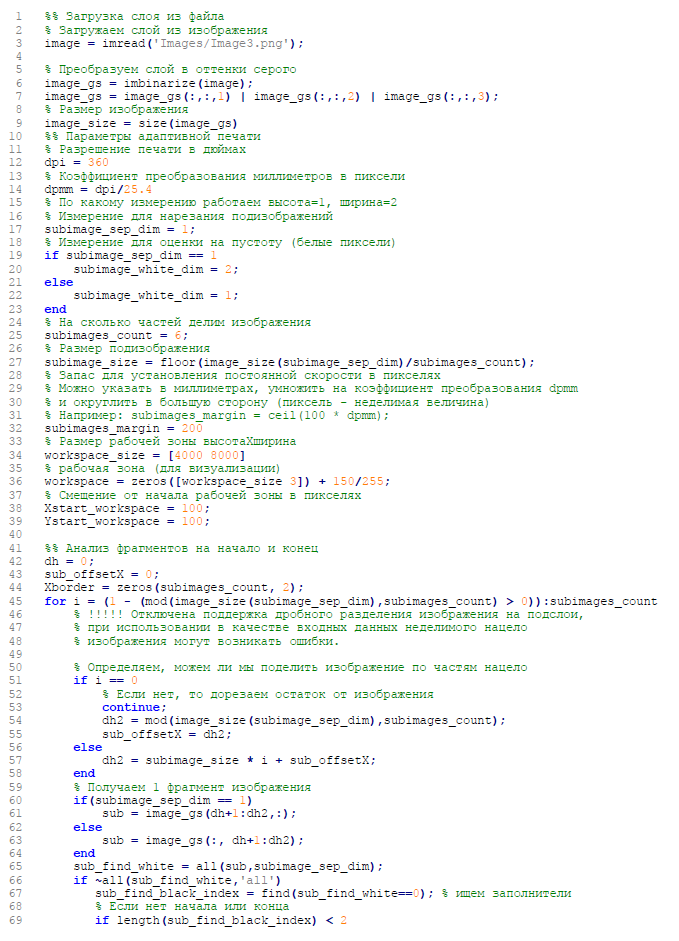 1 %% Загрузка слоя из файла
2 % Загружаем слой из изображения
3 image = imread('Images/Image3.png');
4
5 % Преобразуем слой в оттенки серого
6 image_gs = imbinarize(image);
7 image_gs = image_gs(:,:,1) | image_gs(:,:,2) | image_gs(:,:,3);
8 % Размер изображения
9 image_size = size(image_gs)
10 %% Параметры адаптивной печати
11 % Разрешение печати в дюймах
12 dpi = 360
13 % Коэффициент преобразования миллиметров в пиксели
14 dpmm = dpi/25.4
15 % По какому измерению работаем высота=1, ширина=2
16 % Измерение для нарезания подизображений
17 subimage_sep_dim = 1;
18 % Измерение для оценки на пустоту (белые пиксели)
19 if subimage_sep_dim == 1
20     subimage_white_dim = 2;
21 else
22     subimage_white_dim = 1;
23 end
24 % На сколько частей делим изображения
25 subimages_count = 6;
26 % Размер подизображения
27 subimage_size = floor(image_size(subimage_sep_dim)/subimages_count);
28 % Запас для установления постоянной скорости в пикселях
29 % Можно указать в миллиметрах, умножить на коэффициент преобразования dpmm
30 % и округлить в большую сторону (пиксель - неделимая величина)
31 % Например: subimages_margin = ceil(100 * dpmm);
32 subimages_margin = 200
33 % Размер рабочей зоны высотаХширина
34 workspace_size = [4000 8000]
35 % рабочая зона (для визуализации)
36 workspace = zeros([workspace_size 3]) + 150/255;
37 % Смещение от начала рабочей зоны в пикселях
38 Xstart_workspace = 100;
39 Ystart_workspace = 100;
40
41 %% Анализ фрагментов на начало и конец
42 dh = 0;
43 sub_offsetX = 0;
44 Xborder = zeros(subimages_count, 2);
45 for i = (1 - (mod(image_size(subimage_sep_dim),subimages_count) > 0)):subimages_count
46     % !!!!! Отключена поддержка дробного разделения изображения на подслои,
47     % при использовании в качестве входных данных неделимого нацело
48     % изображения могут возникать ошибки.
49
50     % Определяем, можем ли мы поделить изображение по частям нацело
51     if i == 0
52         % Если нет, то дорезаем остаток от изображения
53         continue;
54         dh2 = mod(image_size(subimage_sep_dim),subimages_count);
55         sub_offsetX = dh2;
56     else
57         dh2 = subimage_size * i + sub_offsetX;
58     end
59     % Получаем 1 фрагмент изображения
60     if(subimage_sep_dim == 1)
61         sub = image_gs(dh+1:dh2,:);
62     else
63         sub = image_gs(:, dh+1:dh2);
64     end
65     sub_find_white = all(sub,subimage_sep_dim);
66     if ~all(sub_find_white,'all')
67        sub_find_black_index = find(sub_find_white==0); % ищем заполнители
68        % Если нет начала или конца
69        if length(sub_find_black_index) < 2